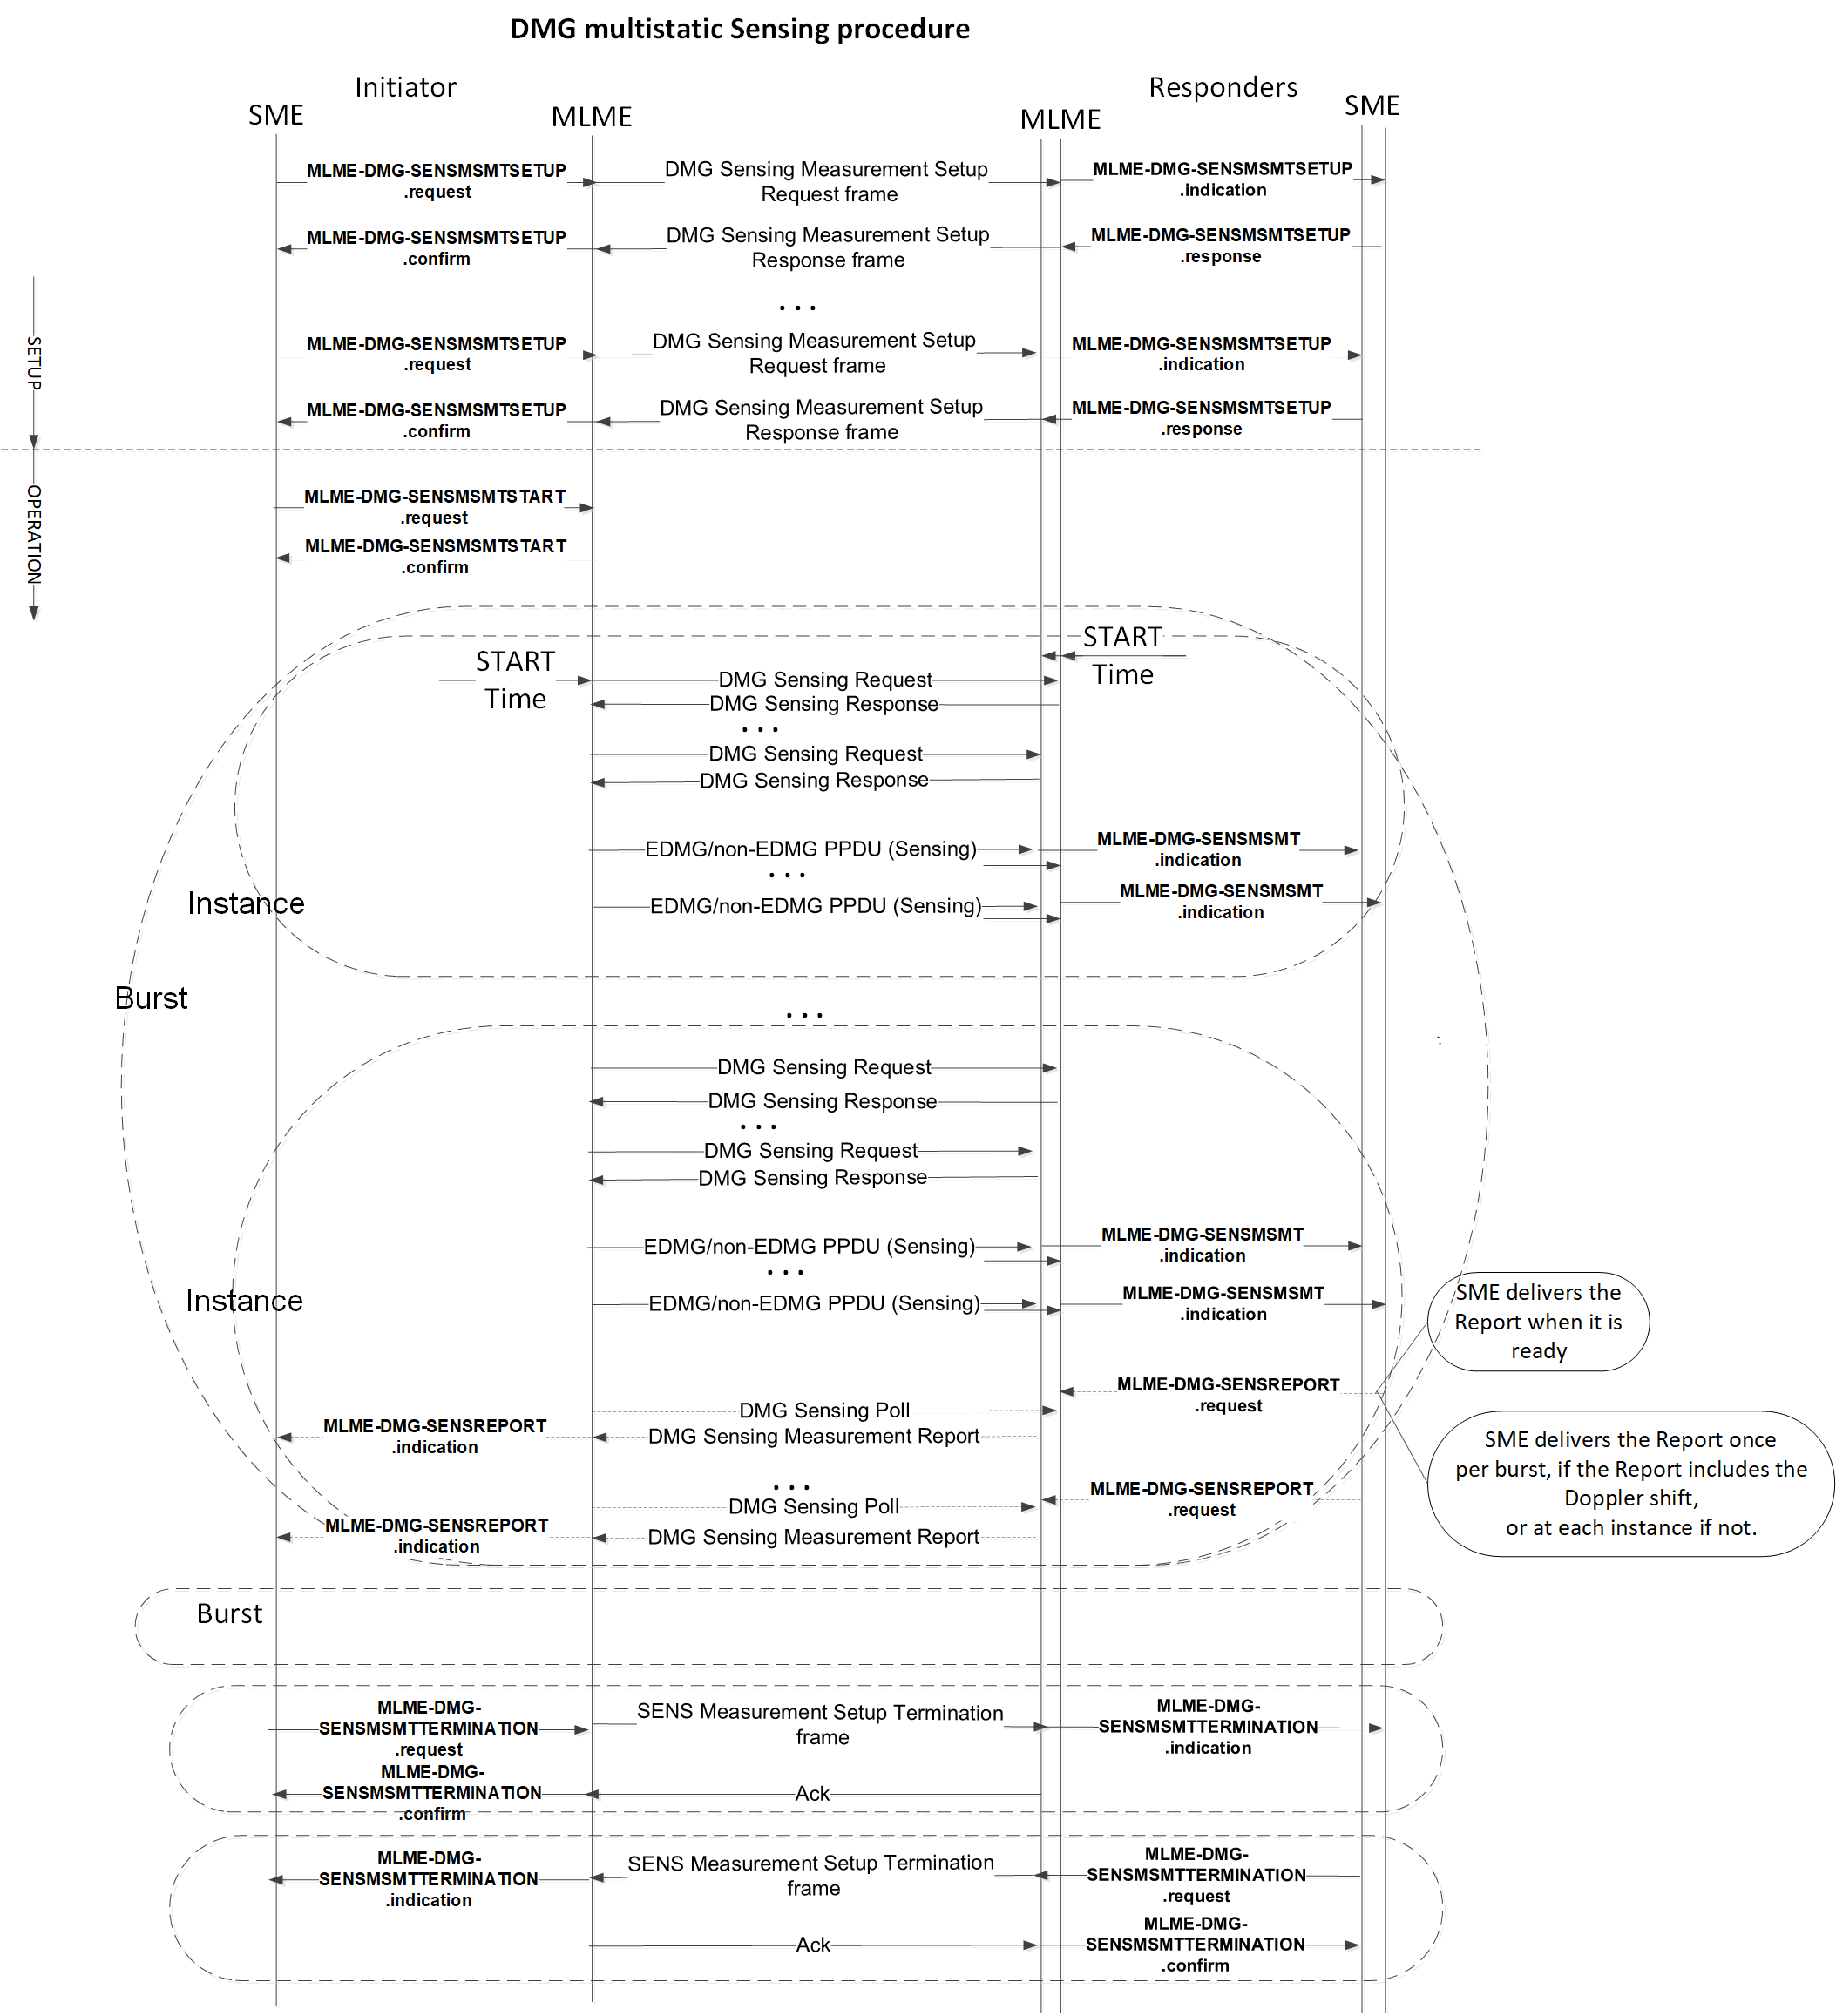 DMG multistatic Sensing procedure
Initiator
Responders
SME
MLME
MLME
SME
MLME-DMG-SENSMSMTSETUP
.request
DMG Sensing Measurement Setup
Request frame
MLME-DMG-SENSMSMTSETUP
.indication
MLME-DMG-SENSMSMTSETUP
.confirm
DMG Sensing Measurement Setup
Response frame
MLME-DMG-SENSMSMTSETUP
.response
. . .
SETUP
MLME-DMG-SENSMSMTSETUP
.request
DMG Sensing Measurement Setup
Request frame
MLME-DMG-SENSMSMTSETUP
.indication
MLME-DMG-SENSMSMTSETUP
.confirm
DMG Sensing Measurement Setup
Response frame
MLME-DMG-SENSMSMTSETUP
.response
OPERATION
MLME-DMG-SENSMSMTSTART
.request
MLME-DMG-SENSMSMTSTART
.confirm
START
Time
START
Time
DMG Sensing Request
DMG Sensing Response
. . .
DMG Sensing Request
DMG Sensing Response
EDMG/non-EDMG PPDU (Sensing)
MLME-DMG-SENSMSMT
.indication
. . .
Instance
EDMG/non-EDMG PPDU (Sensing)
MLME-DMG-SENSMSMT
.indication
Burst
. . .
DMG Sensing Request
DMG Sensing Response
. . .
DMG Sensing Request
DMG Sensing Response
EDMG/non-EDMG PPDU (Sensing)
MLME-DMG-SENSMSMT
.indication
. . .
Instance
EDMG/non-EDMG PPDU (Sensing)
MLME-DMG-SENSMSMT
.indication
SME delivers the
Report when it is
ready
MLME-DMG-SENSREPORT
.request
DMG Sensing Poll
MLME-DMG-SENSREPORT
.indication
DMG Sensing Measurement Report
SME delivers the Report once
per burst, if the Report includes the
Doppler shift,
or at each instance if not.
. . .
MLME-DMG-SENSREPORT
.request
DMG Sensing Poll
MLME-DMG-SENSREPORT
.indication
DMG Sensing Measurement Report
Burst
MLME-DMG-
SENSMSMTTERMINATION
.request
SENS Measurement Setup Termination
frame
MLME-DMG-
SENSMSMTTERMINATION
.indication
MLME-DMG-
SENSMSMTTERMINATION
.confirm
Ack
MLME-DMG-
SENSMSMTTERMINATION
.indication
SENS Measurement Setup Termination
frame
MLME-DMG-
SENSMSMTTERMINATION
.request
Ack
MLME-DMG-
SENSMSMTTERMINATION
.confirm